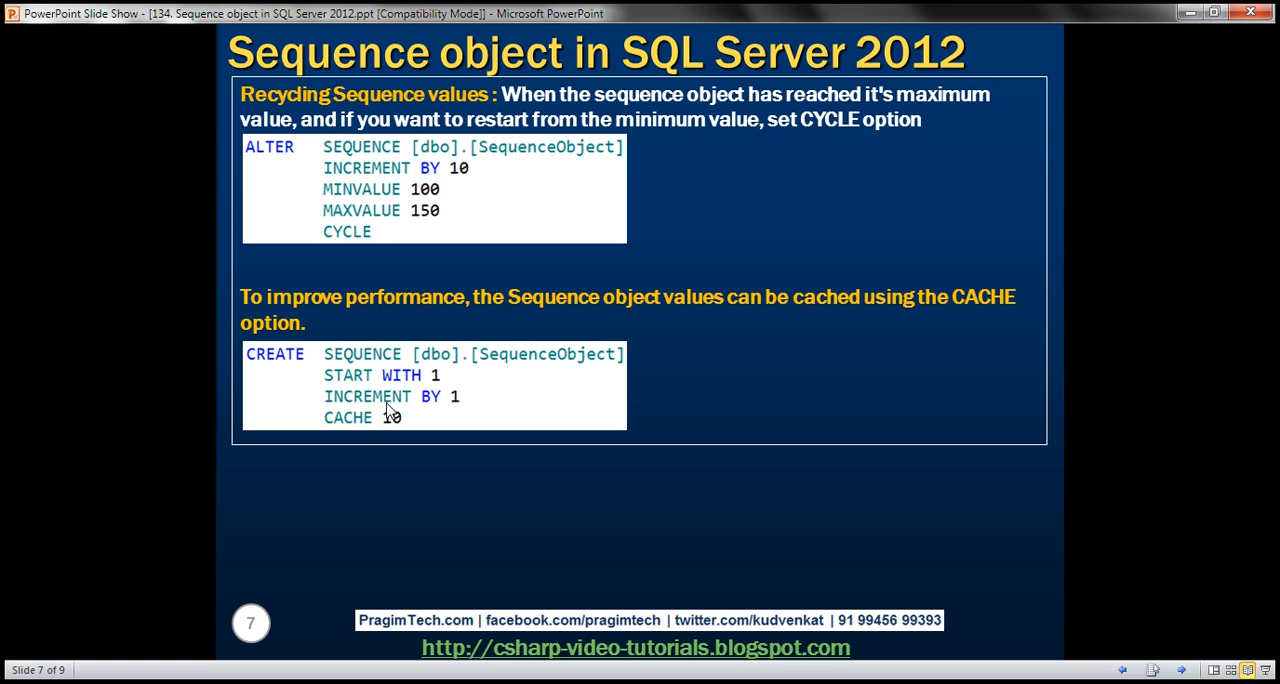 PowerPoint Slide Show - [134. Sequence object in SQL Server 2012.ppt [Compatibility Mode]] - Microsoft PowerPoint
Sequence object in SQL Server 2012
Recycling Sequence values : When the sequence object has reached it's maximum
value, and if you want to restart from the minimum value, set CYCLE option
ALTER SEQUENCE [dbo].[SequenceObject]
INCREMENT BY 10
MINVALUE 100
MAXVALUE 150
CYCLE
To improve performance, the Sequence object values can be cached using the CACHE
option.
CREATE SEQUENCE [dbo].[SequenceObject]
START WITH 1
INCREMENT BY 1
CACHE 10
7
PragimTech.com | facebook.com/pragimtech | twitter.com/kudvenkat | 91 99456 99393
http://csharp-video-tutorials.blogspot.com
Slide 7 of 9